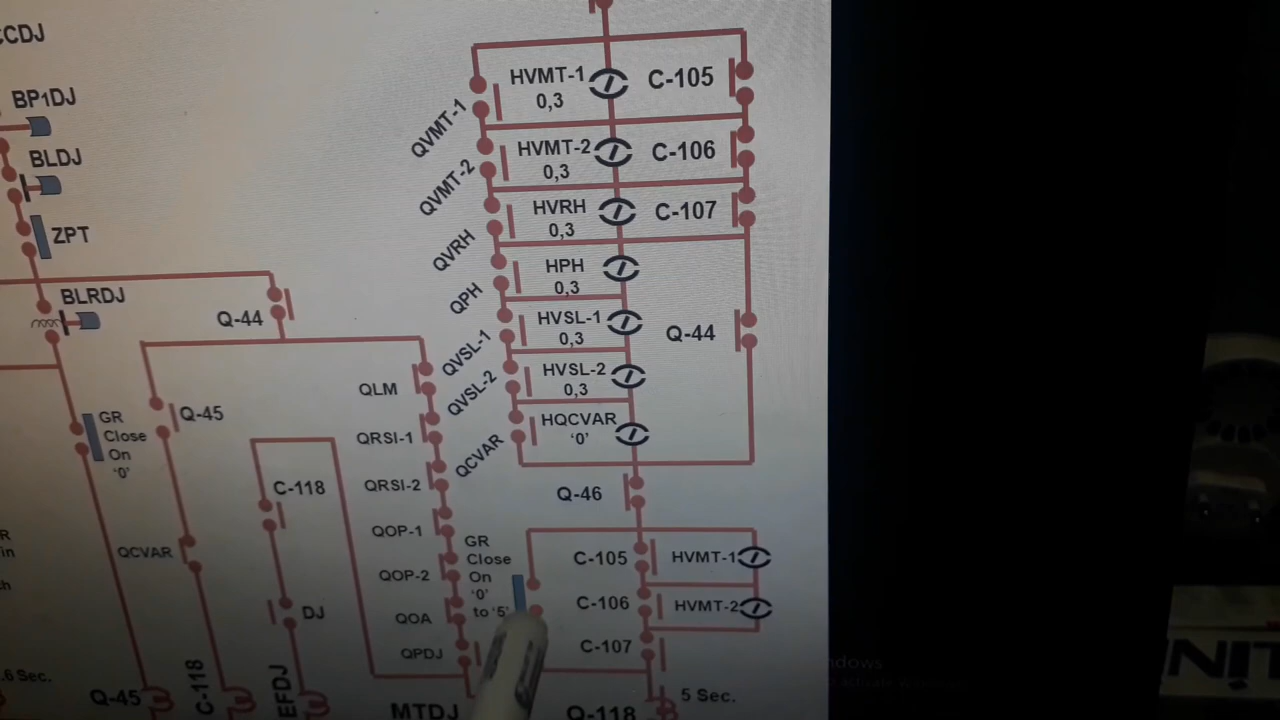 CCDJ
BP1DJ
BLDJ
ZPT
BLRDJ
Q-44
GR
Close
On
'0'
Q-45
QCVAR
C-118
DJ
6 Sec.
Q-45
C-118
EFDJ
QLM
QRSI-1
QRSI-2
QOP-1
QOP-2
QOA
QPDJ
MTDJ
GR
Close
On
'0'
to '5'
QVMT-1
QVMT-2
QVRH
QPH
QVSL-1
QVSL-2
QCVAR
HVMT-1
0,3
HVMT-2
0,3
HVRH
0,3
HPH
0,3
HVSL-1
0,3
HVSL-2
0,3
HQCVAR
'0'
C-105
C-106
C-107
Q-44
Q-46
C-105
HVMT-1
C-106
HVMT-2
C-107
5 Sec.
Q-118